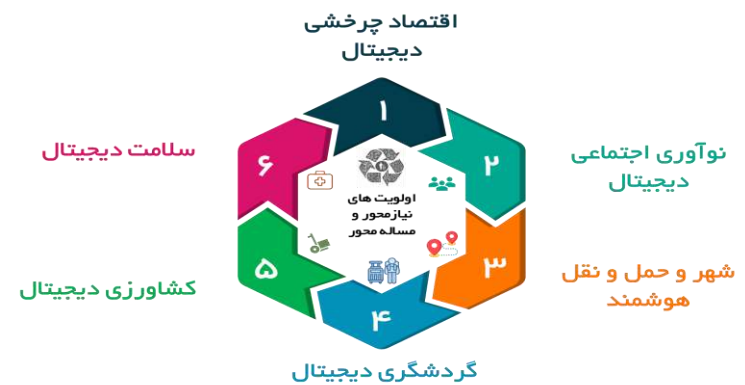 اقتصاد چرخشی
دیجیتال
۱
نوآوری اجتماعی
دیجیتال
۲
شهر و حمل و نقل
هوشمند
۳
گردشگری دیجیتال
۴
کشاورزی دیجیتال
۵
سلامت دیجیتال
۶
اولویت های
نیازمحور و
مساله محور